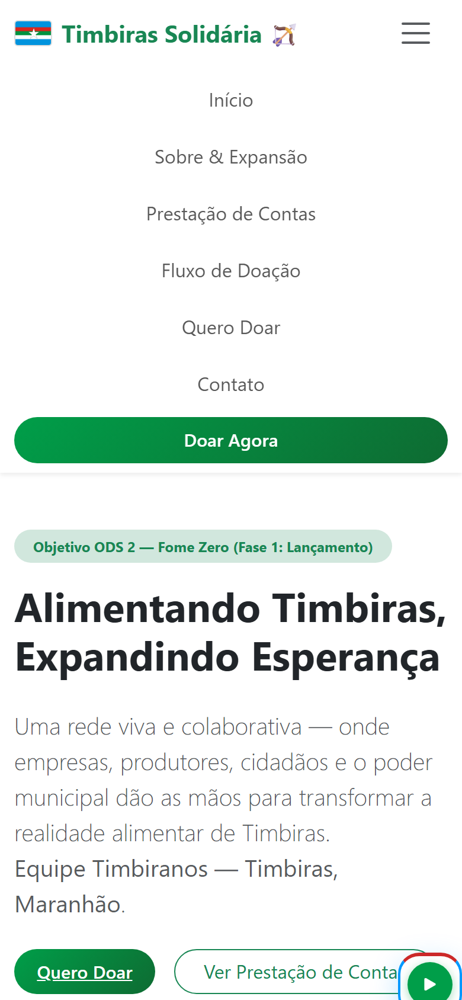 Timbiras Solidária
Início
Sobre & Expansão
Prestação de Contas
Fluxo de Doação
Quero Doar
Contato
Doar Agora
Objetivo ODS 2 — Fome Zero (Fase 1: Lançamento)
Alimentando Timbiras,
Expandindo Esperança
Uma rede viva e colaborativa — onde
empresas, produtores, cidadãos e o poder
municipal dão as mãos para transformar a
realidade alimentar de Timbiras.
Equipe Timbiranos — Timbiras,
Maranhão.
Quero Doar
Ver Prestação de Conta